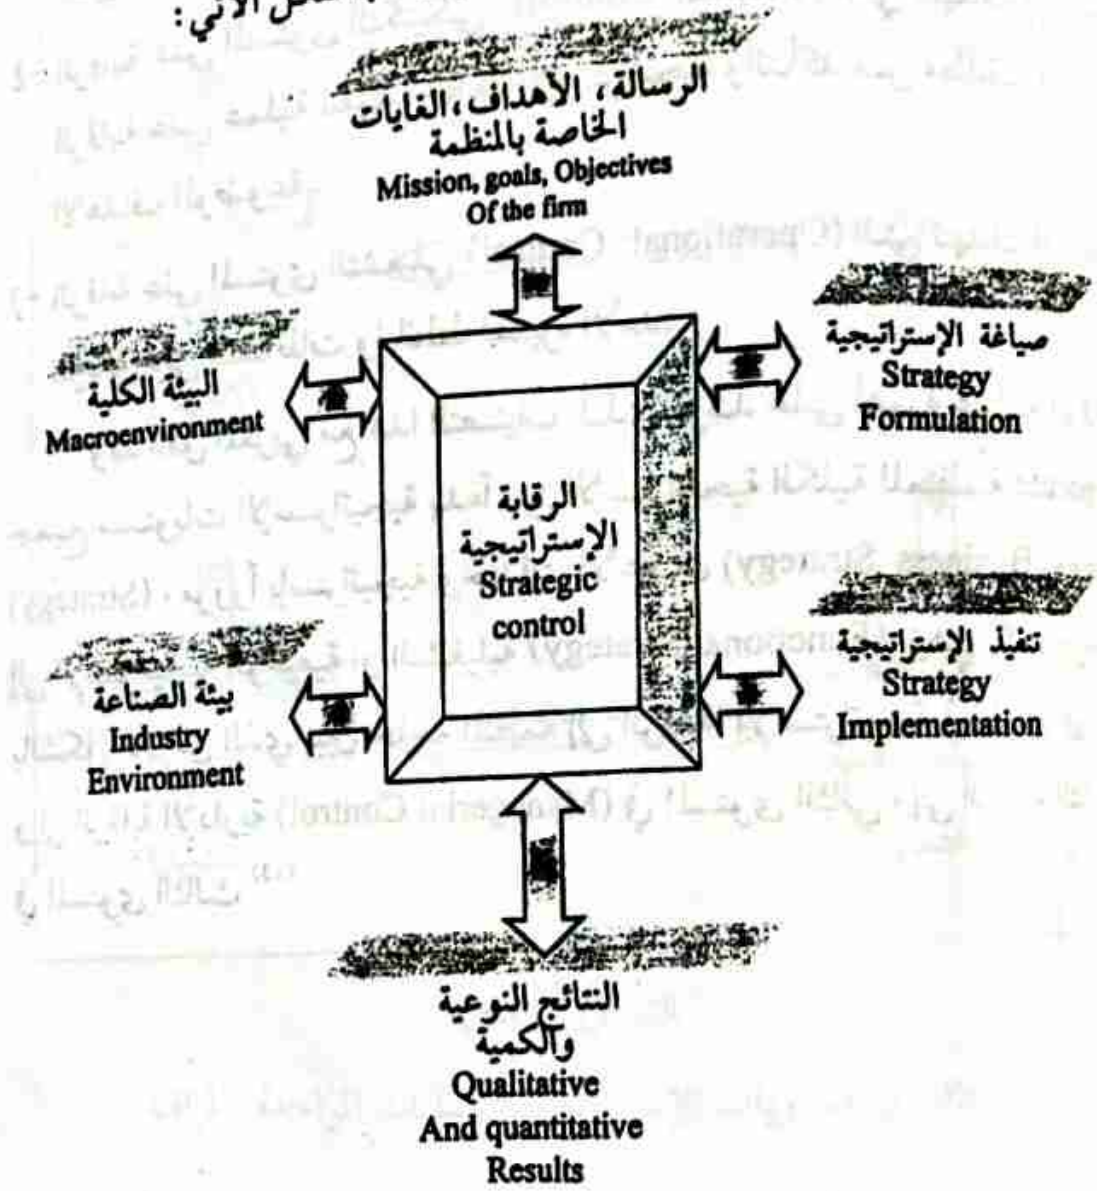 الآتي:
الرسالة، الأهداف، الغايات
الخاصة بالمنظمة
Mission, goals, Objectives
Of the firm
البيئة الكلية
Macroenvironment
صياغة الإستراتيجية
Strategy
Formulation
الرقابة
الإستراتيجية
Strategic
control
بيئة الصناعة
Industry
Environment
تنفيذ الإستراتيجية
Strategy
Implementation
النتائج النوعية
والكمية
Qualitative
And quantitative
Results